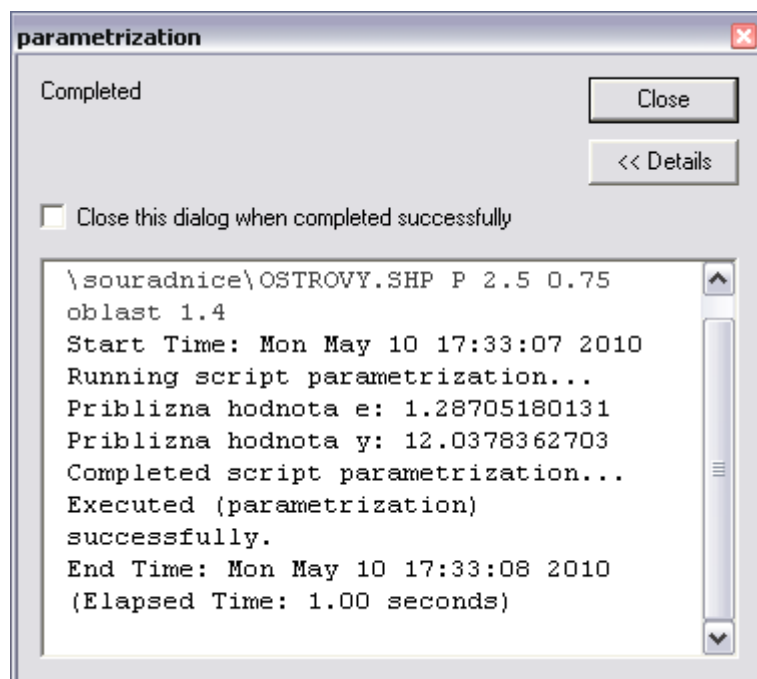 parametrization
Completed
Close
<< Details
Close this dialog when completed successfully
\souradnice\OSTROVY.SHP P 2.5 0.75
oblast 1.4
Start Time: Mon May 10 17:33:07 2010
Running script parametrization...
Priblizna hodnota e: 1.28705180131
Priblizna hodnota y: 12.0378362703
Completed script parametrization...
Executed (parametrization)
successfully.
End Time: Mon May 10 17:33:08 2010
(Elapsed Time: 1.00 seconds)